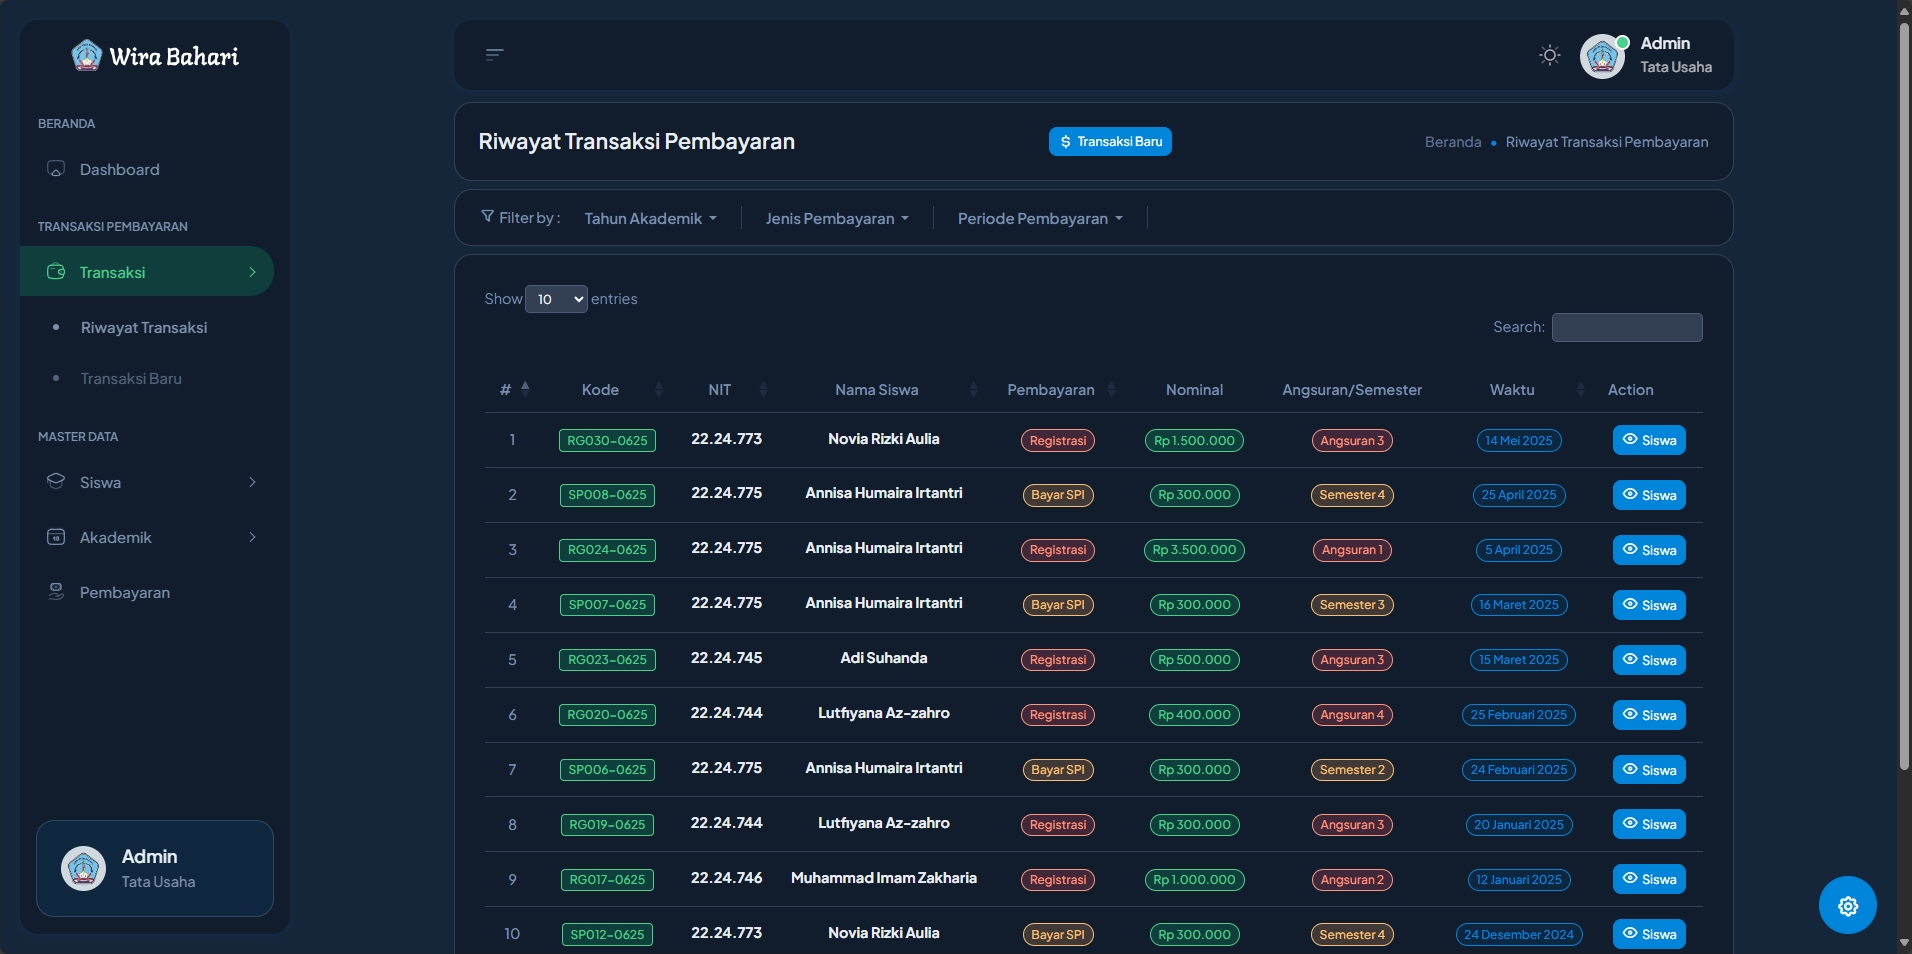 Wira Bahari
BERANDA
Dashboard
TRANSAKSI PEMBAYARAN
Transaksi
Riwayat Transaksi
Transaksi Baru
MASTER DATA
Siswa
Akademik
Pembayaran
Admin
Tata Usaha
Admin
Tata Usaha
Riwayat Transaksi Pembayaran
$ Transaksi Baru
Beranda • Riwayat Transaksi Pembayaran
Filter by : Tahun Akademik Jenis Pembayaran Periode Pembayaran
Show 10 entries
Search:
# Kode NIT Nama Siswa Pembayaran Nominal Angsuran/Semester Waktu Action
1 RG030-0625 22.24.773 Novia Rizki Aulia Registrasi Rp 1.500.000 Angsuran 3 14 Mei 2025 Siswa
2 SP008-0625 22.24.775 Annisa Humaira Irtantri Bayar SPI Rp 300.000 Semester 4 25 April 2025 Siswa
3 RG024-0625 22.24.775 Annisa Humaira Irtantri Registrasi Rp 3.500.000 Angsuran 1 5 April 2025 Siswa
4 SP007-0625 22.24.775 Annisa Humaira Irtantri Bayar SPI Rp 300.000 Semester 3 16 Maret 2025 Siswa
5 RG023-0625 22.24.745 Adi Suhanda Registrasi Rp 500.000 Angsuran 3 15 Maret 2025 Siswa
6 RG020-0625 22.24.744 Lutfiyana Az-zahro Registrasi Rp 400.000 Angsuran 4 25 Februari 2025 Siswa
7 SP006-0625 22.24.775 Annisa Humaira Irtantri Bayar SPI Rp 300.000 Semester 2 24 Februari 2025 Siswa
8 RG019-0625 22.24.744 Lutfiyana Az-zahro Registrasi Rp 300.000 Angsuran 3 20 Januari 2025 Siswa
9 RG017-0625 22.24.746 Muhammad Imam Zakharia Registrasi Rp 1.000.000 Angsuran 2 12 Januari 2025 Siswa
10 SP012-0625 22.24.773 Novia Rizki Aulia Bayar SPI Rp 300.000 Semester 4 24 Desember 2024 Siswa